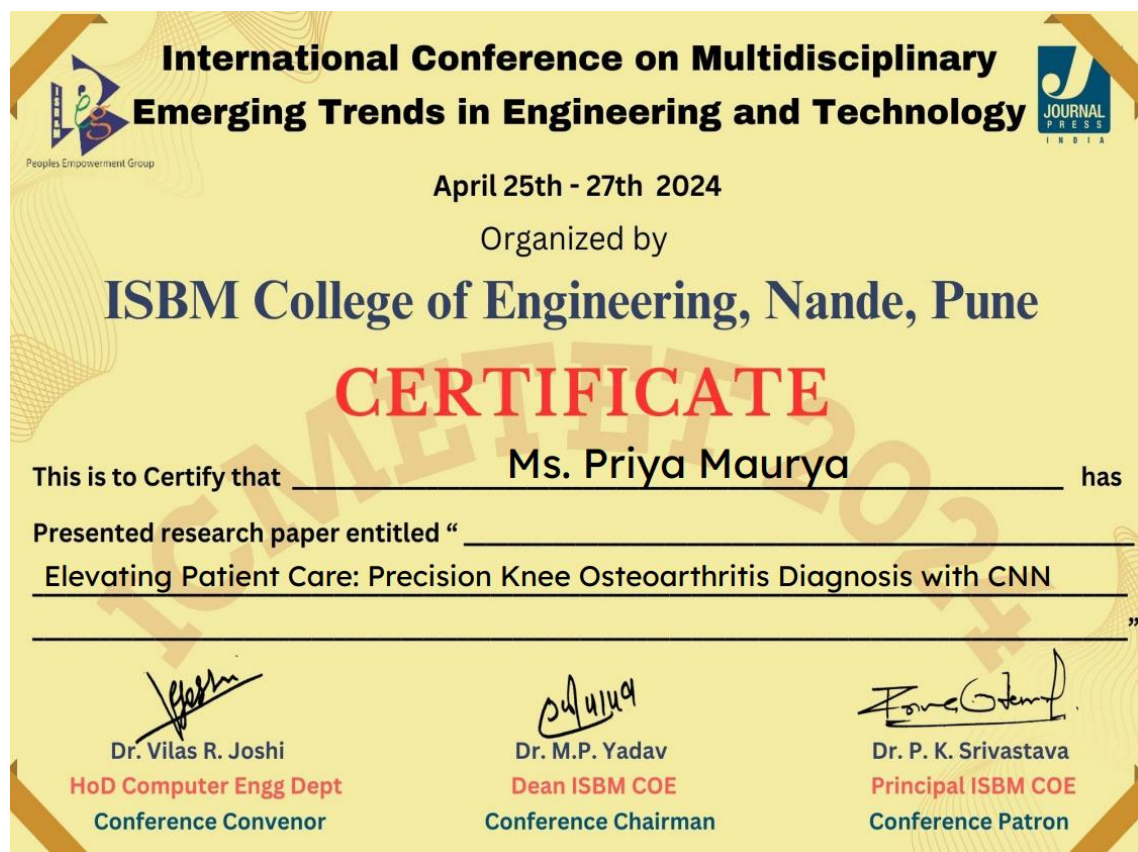 International Conference on Multidisciplinary
Emerging Trends in Engineering and Technology
ISB&M
Peoples Empowerment Group
J
JOURNAL
PRESS
INDIA
April 25th - 27th 2024
Organized by
ISBM College of Engineering, Nande, Pune
CERTIFICATE
ICMETET 2024
This is to Certify that Ms. Priya Maurya has
Presented research paper entitled “
Elevating Patient Care: Precision Knee Osteoarthritis Diagnosis with CNN
”
Dr. Vilas R. Joshi Dr. M.P. Yadav Dr. P. K. Srivastava
HoD Computer Engg Dept Dean ISBM COE Principal ISBM COE
Conference Convenor Conference Chairman Conference Patron